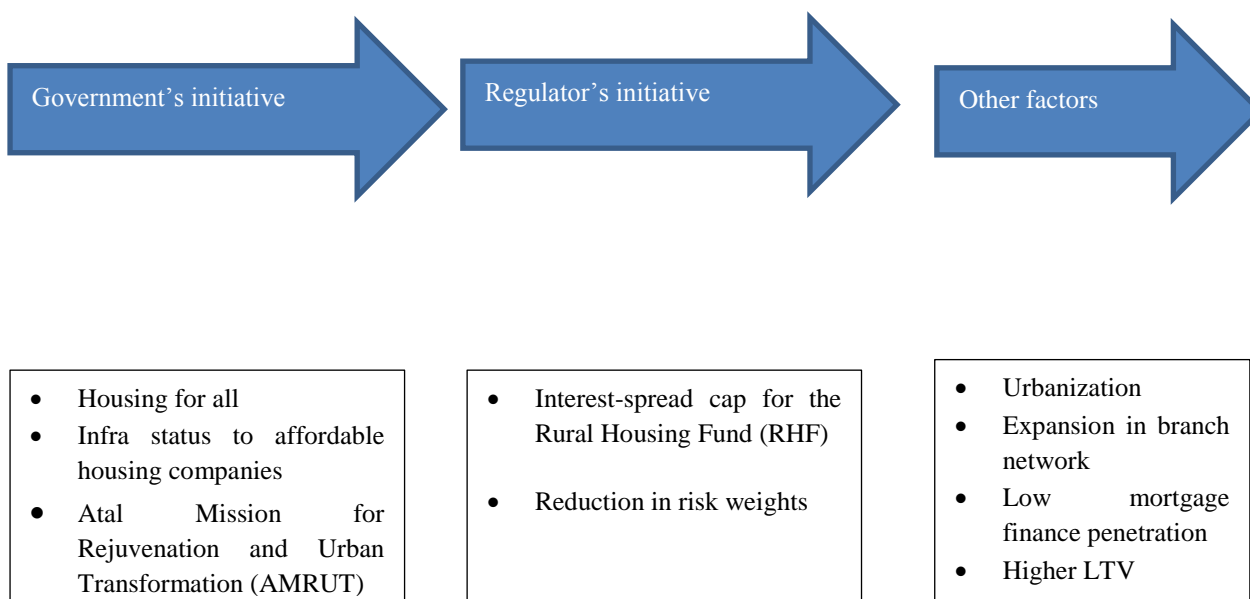 Government's initiative
Regulator's initiative
Other factors
• Housing for all
• Infra status to affordable
housing companies
• Atal Mission for
Rejuvenation and Urban
Transformation (AMRUT)
• Interest-spread cap for the
Rural Housing Fund (RHF)
• Reduction in risk weights
• Urbanization
• Expansion in branch
network
• Low mortgage
finance penetration
• Higher LTV